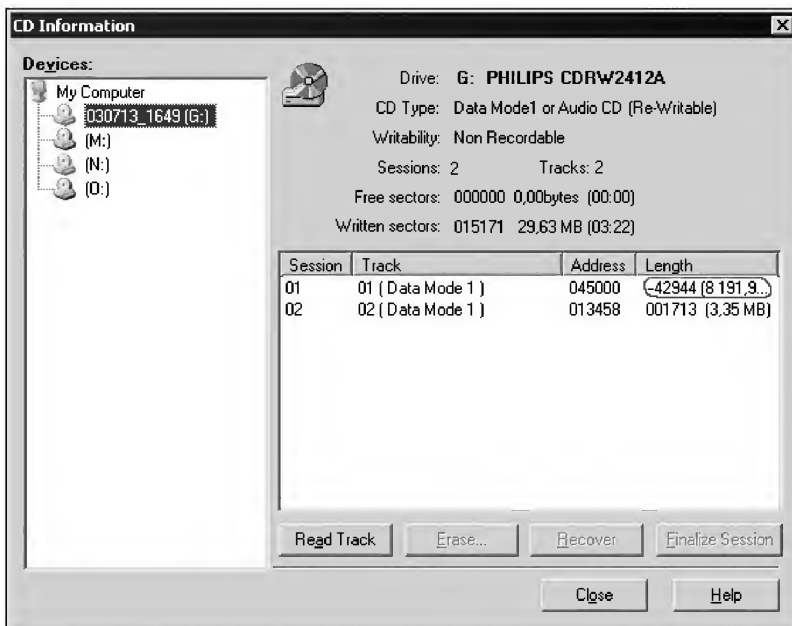 CD Information
Devices:
My Computer
030713_1649 (G:)
(M:)
(N:)
(O:)
Drive: G: PHILIPS CDRW2412A
CD Type: Data Mode1 or Audio CD (Re-Writable)
Writability: Non Recordable
Sessions: 2 Tracks: 2
Free sectors: 000000 0,00bytes (00:00)
Written sectors: 015171 29,63 MB (03:22)
Session Track Address Length
01 01 ( Data Mode 1 ) 045000 -42944 (8 191,9...)
02 02 ( Data Mode 1 ) 013458 001713 (3,35 MB)
Read Track Erase... Recover Finalize Session
Close Help